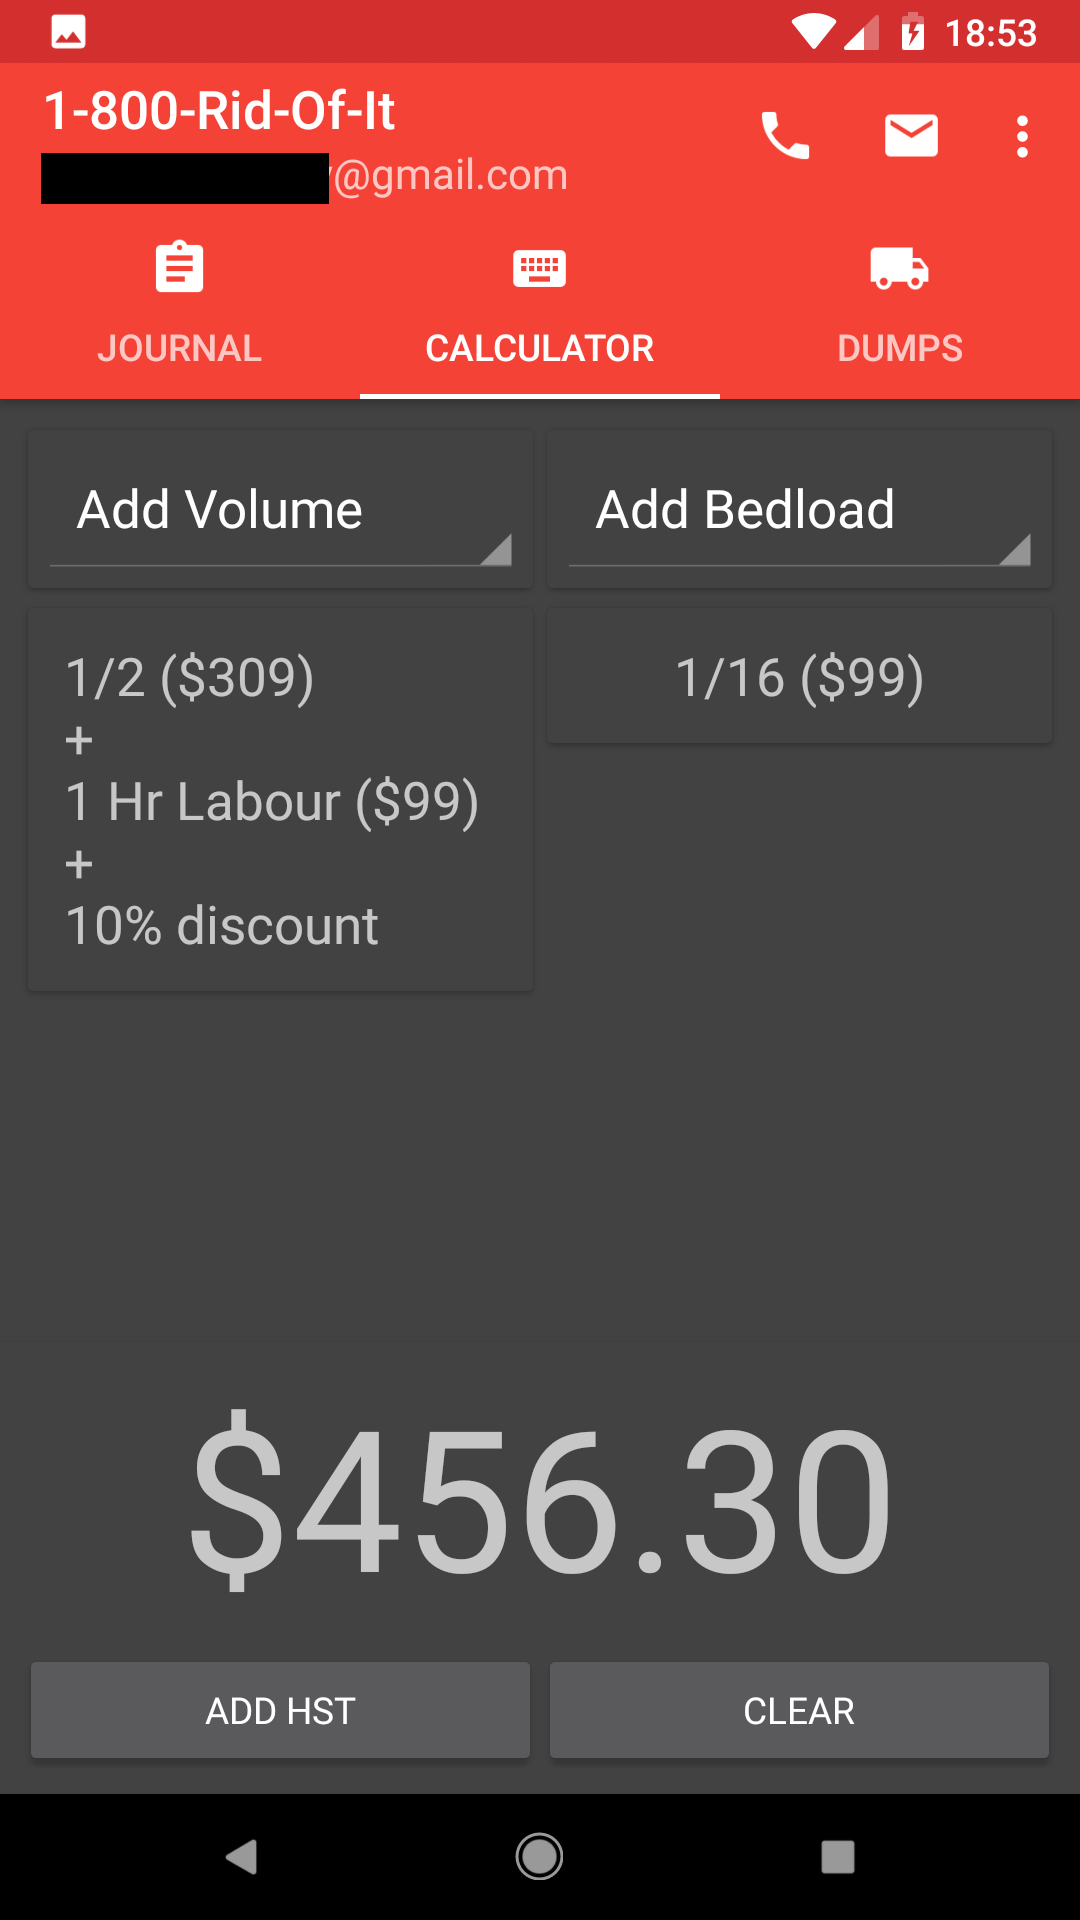 18:53
1-800-Rid-Of-It
@gmail.com
JOURNAL
CALCULATOR
DUMPS
Add Volume
Add Bedload
1/2 ($309)
+
1 Hr Labour ($99)
+
10% discount
1/16 ($99)
$456.30
ADD HST
CLEAR